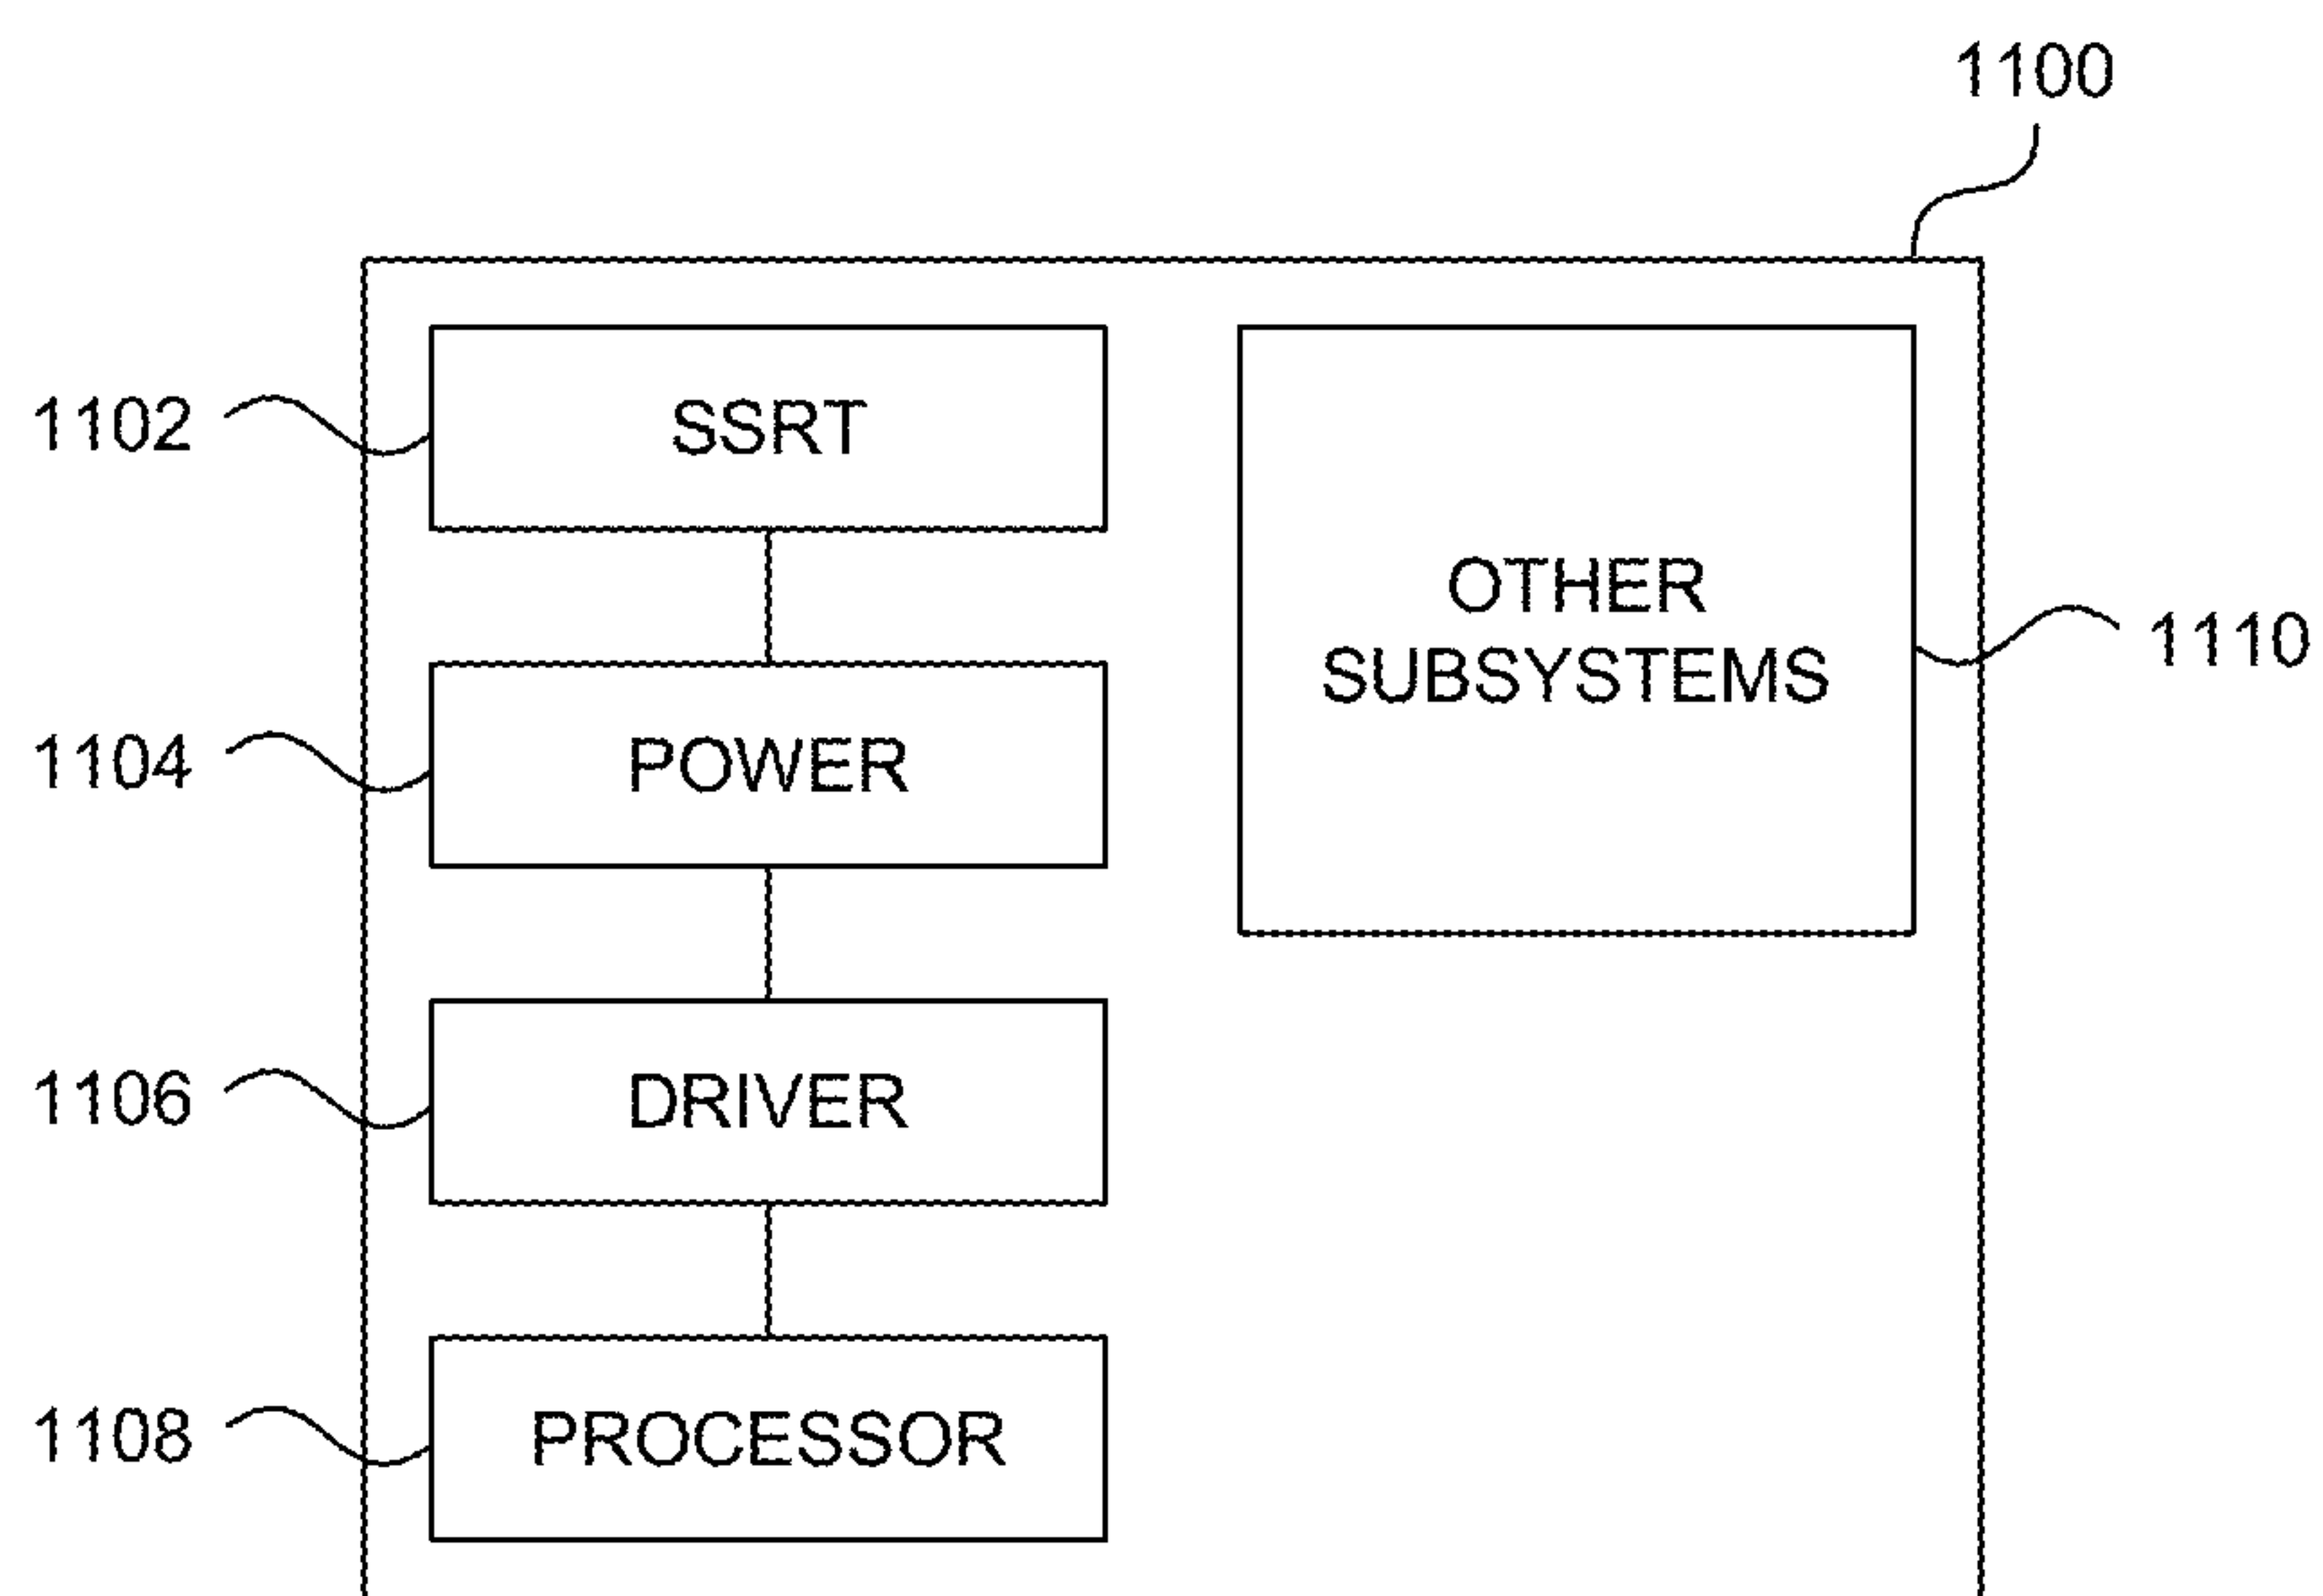 1100
1102
SSRT
OTHER
SUBSYSTEMS
1110
1104
POWER
1106
DRIVER
1108
PROCESSOR